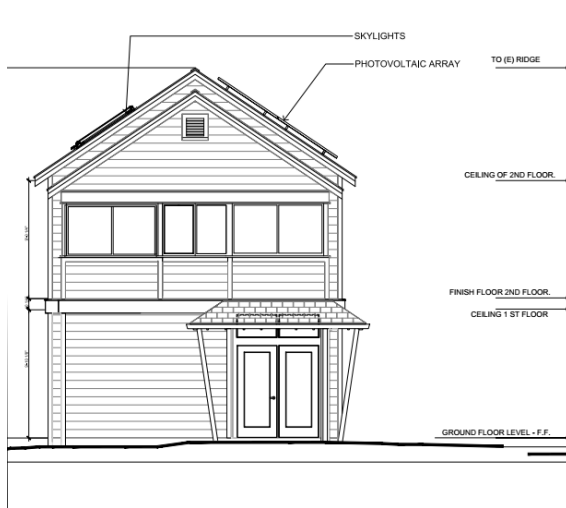 SKYLIGHTS
PHOTOVOLTAIC ARRAY
TO (E) RIDGE
CEILING OF 2ND FLOOR.
FINISH FLOOR 2ND FLOOR.
CEILING 1 ST FLOOR
GROUND FLOOR LEVEL - F.F.